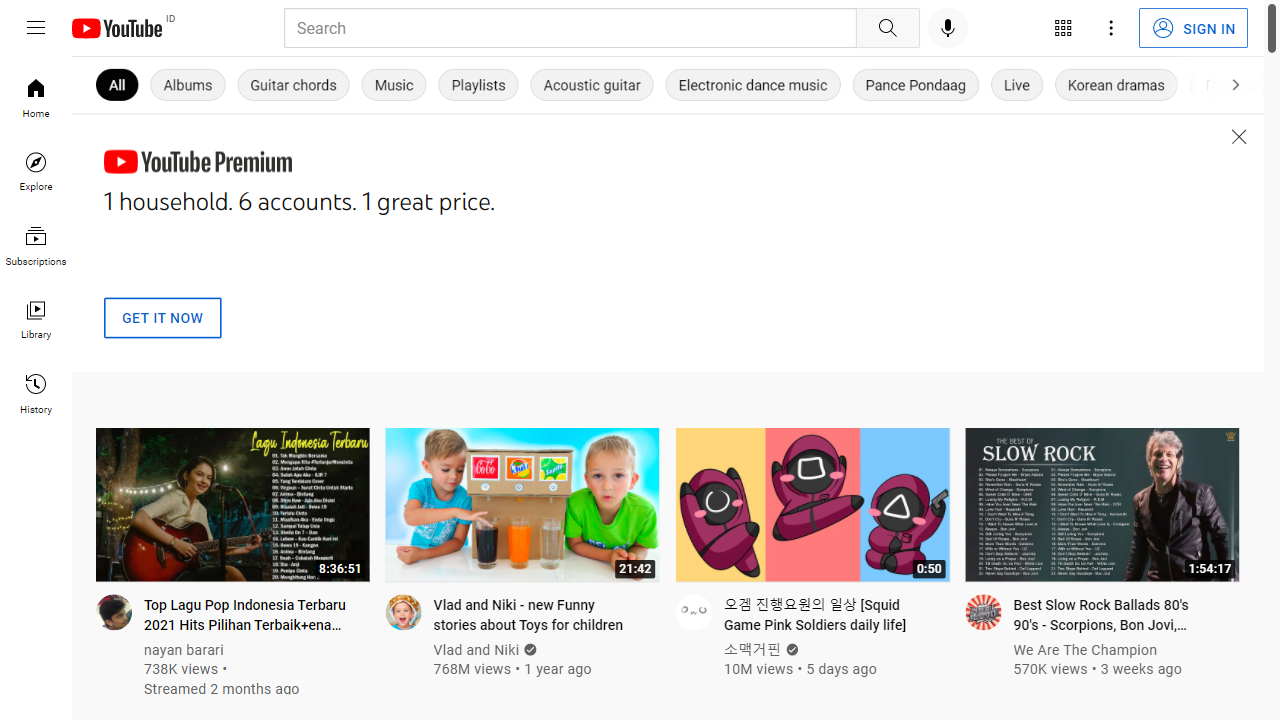 YouTube ID
Search
SIGN IN
All
Albums
Guitar chords
Music
Playlists
Acoustic guitar
Electronic dance music
Pance Pondaag
Live
Korean dramas
Home
Explore
Subscriptions
Library
History
YouTube Premium
1 household. 6 accounts. 1 great price.
GET IT NOW
Lagu Indonesia Terbaru
8:36:51
21:42
0:50
THE BEST OF
SLOW ROCK
1:54:17
Top Lagu Pop Indonesia Terbaru
2021 Hits Pilihan Terbaik+ena...
nayan barari
738K views •
Streamed 2 months ago
Vlad and Niki - new Funny
stories about Toys for children
Vlad and Niki
768M views • 1 year ago
오겜 진행요원의 일상 [Squid
Game Pink Soldiers daily life]
소맥거핀
10M views • 5 days ago
Best Slow Rock Ballads 80's
90's - Scorpions, Bon Jovi,...
We Are The Champion
570K views • 3 weeks ago